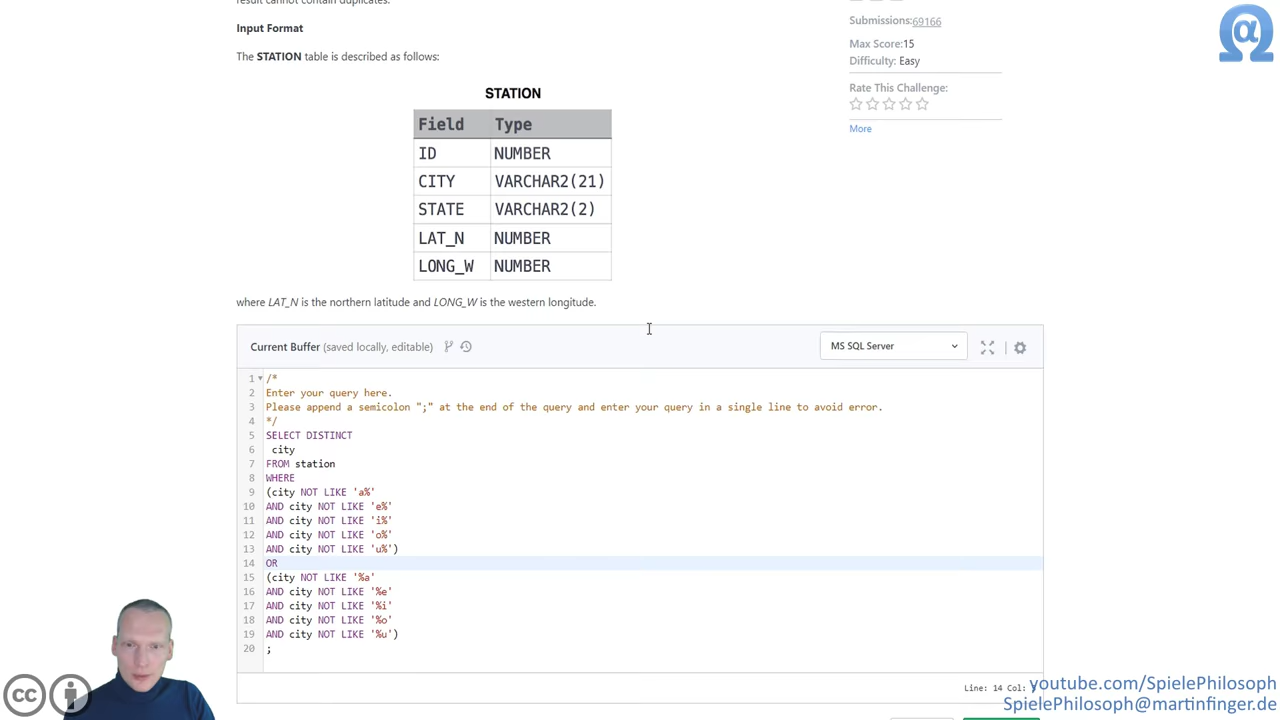 result cannot contain duplicates.
Input Format
The STATION table is described as follows:
STATION
Field Type
ID NUMBER
CITY VARCHAR2(21)
STATE VARCHAR2(2)
LAT_N NUMBER
LONG_W NUMBER
where LAT_N is the northern latitude and LONG_W is the western longitude.
Submissions:69166
Max Score:15
Difficulty: Easy
Rate This Challenge:
More
Current Buffer (saved locally, editable)
MS SQL Server
1 /*
2 Enter your query here.
3 Please append a semicolon ";" at the end of the query and enter your query in a single line to avoid error.
4 */
5 SELECT DISTINCT
6 city
7 FROM station
8 WHERE
9 (city NOT LIKE 'a%'
10 AND city NOT LIKE 'e%'
11 AND city NOT LIKE 'i%'
12 AND city NOT LIKE 'o%'
13 AND city NOT LIKE 'u%')
14 OR
15 (city NOT LIKE '%a'
16 AND city NOT LIKE '%e'
17 AND city NOT LIKE '%i'
18 AND city NOT LIKE '%o'
19 AND city NOT LIKE '%u')
20 ;
Line: 14 Col:
youtube.com/SpielePhilosoph
SpielePhilosoph@martinfinger.de
cc